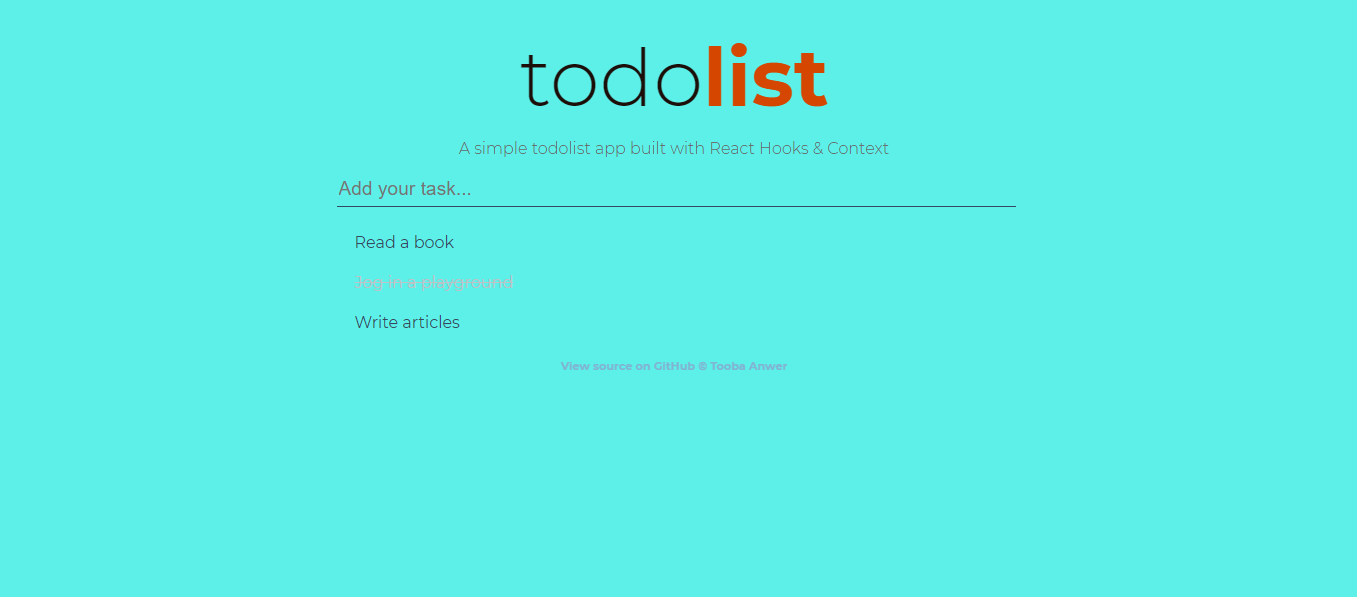 todolist
A simple todolist app built with React Hooks & Context
Add your task...
Read a book
Jog in a playground
Write articles
View source on GitHub © Tooba Anwer